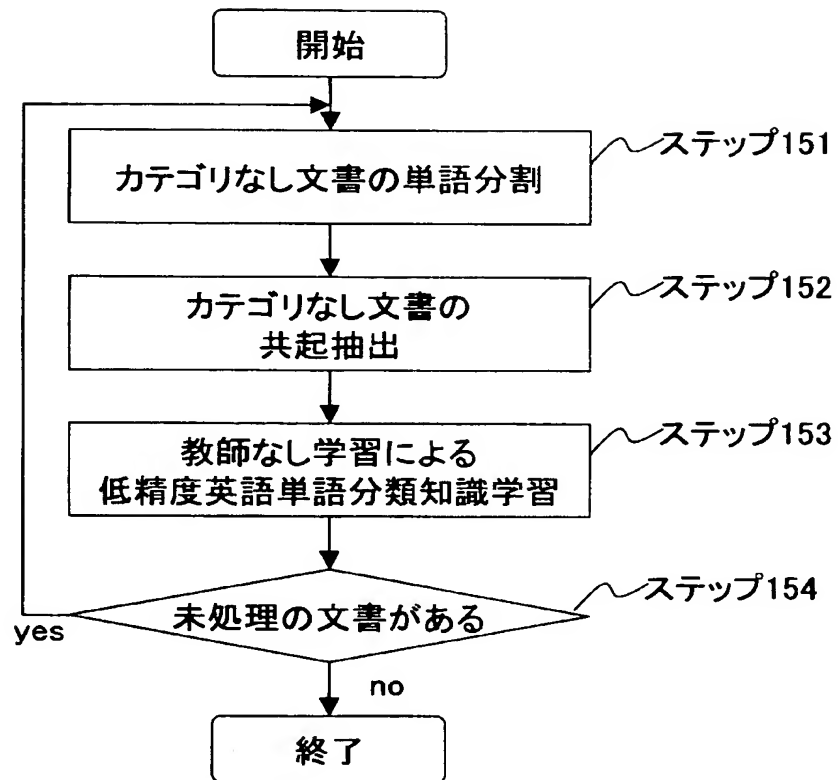 開始
カテゴリなし文書の単語分割
ステップ151
カテゴリなし文書の
共起抽出
ステップ152
教師なし学習による
低精度英語単語分類知識学習
ステップ153
未処理の文書がある
ステップ154
yes
no
終了